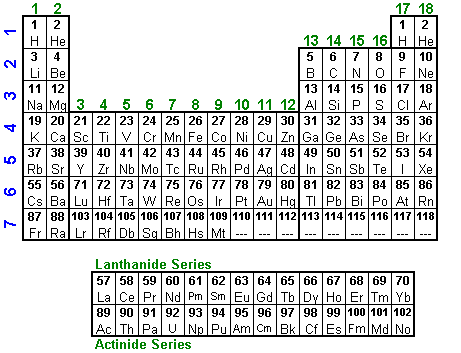 1 2 17 18
1 1 2 1 2
H He 13 14 15 16 H He
2 3 4 5 6 7 8 9 10
Li Be B C N O F Ne
3 11 12 13 14 15 16 17 18
Na Mg 3 4 5 6 7 8 9 10 11 12 Al Si P S Cl Ar
4 19 20 21 22 23 24 25 26 27 28 29 30 31 32 33 34 35 36
K Ca Sc Ti V Cr Mn Fe Co Ni Cu Zn Ga Ge As Se Br Kr
5 37 38 39 40 41 42 43 44 45 46 47 48 49 50 51 52 53 54
Rb Sr Y Zr Nb Mo Tc Ru Rh Pd Ag Cd In Sn Sb Te I Xe
6 55 56 71 72 73 74 75 76 77 78 79 80 81 82 83 84 85 86
Cs Ba Lu Hf Ta W Re Os Ir Pt Au Hg Tl Pb Bi Po At Rn
7 87 88 103 104 105 106 107 108 109 110 111 112 113 114 115 116 117 118
Fr Ra Lr Rf Db Sg Bh Hs Mt --- --- --- --- --- --- --- --- ---
Lanthanide Series
57 58 59 60 61 62 63 64 65 66 67 68 69 70
La Ce Pr Nd Pm Sm Eu Gd Tb Dy Ho Er Tm Yb
89 90 91 92 93 94 95 96 97 98 99 100 101 102
Ac Th Pa U Np Pu Am Cm Bk Cf Es Fm Md No
Actinide Series